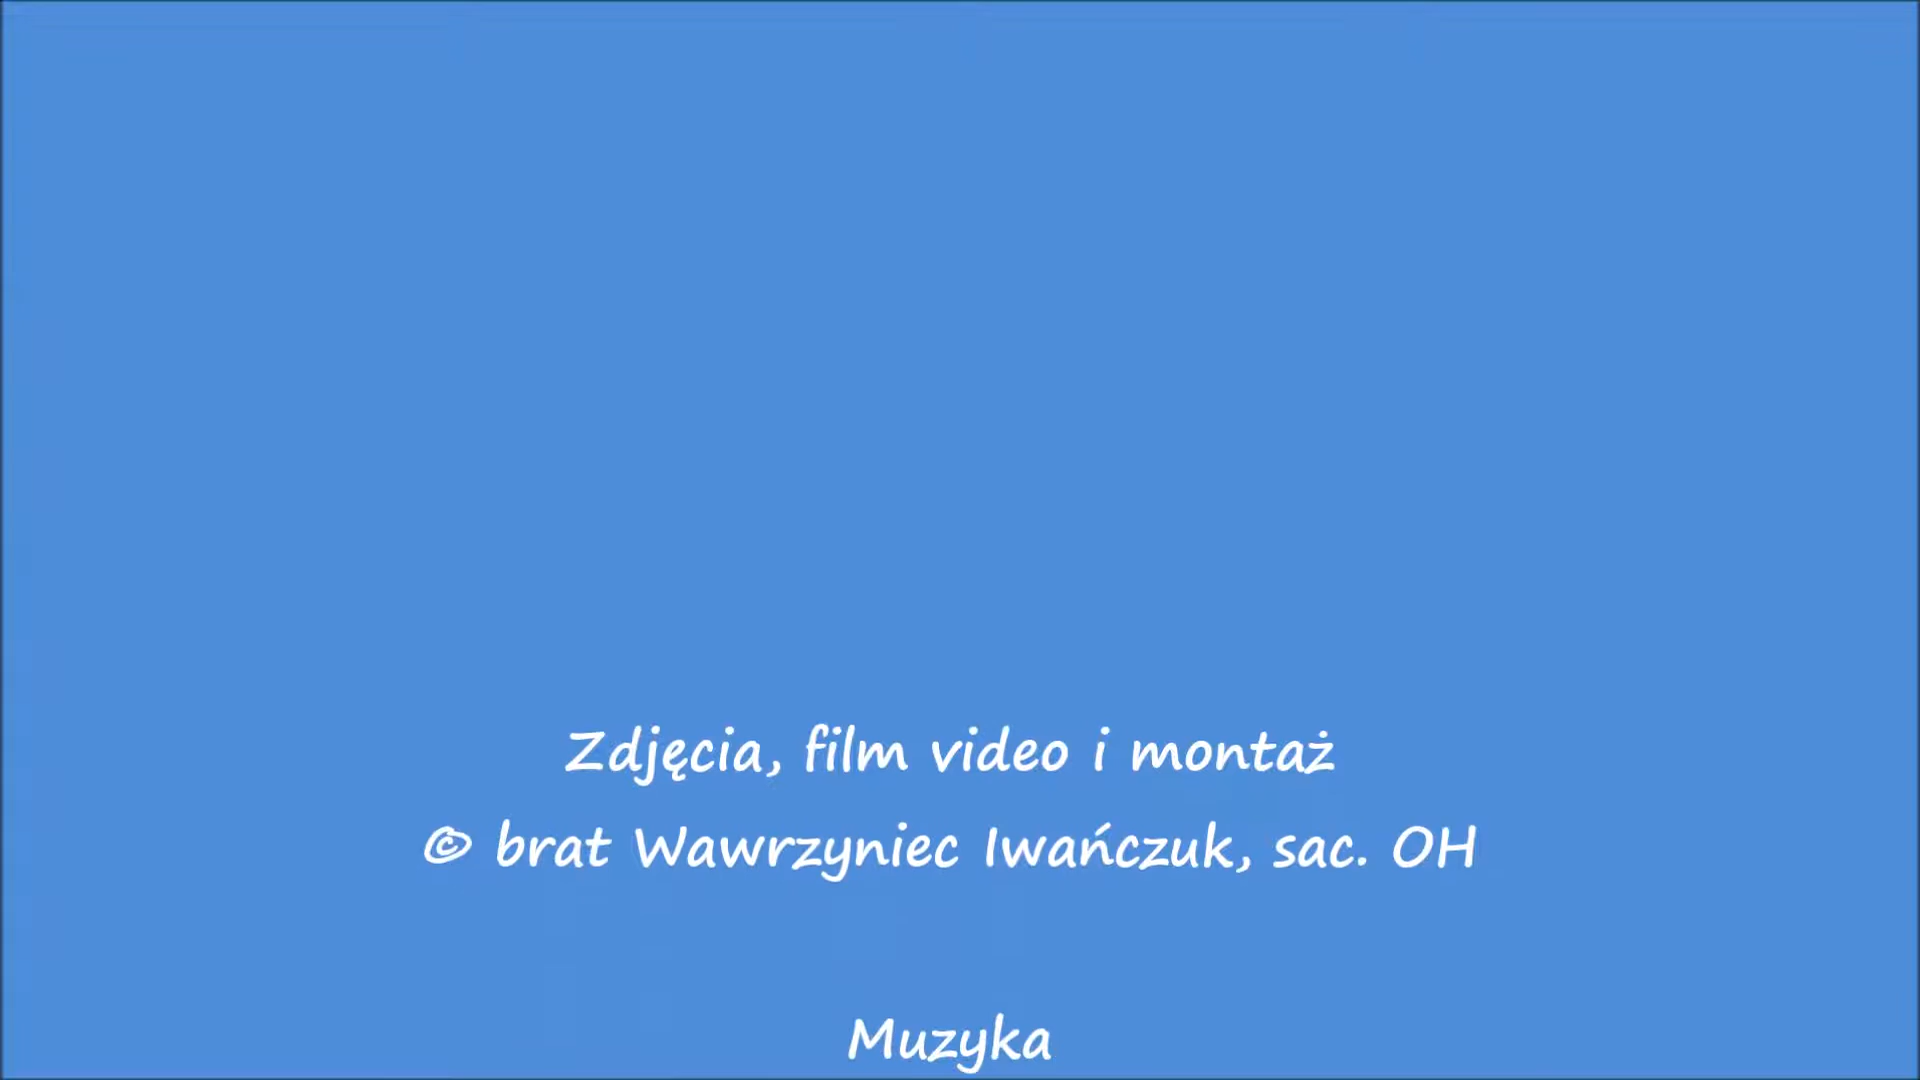 Zdjęcia, film video i montaż
© brat Wawrzyniec Iwańczuk, sac. OH
Muzyka